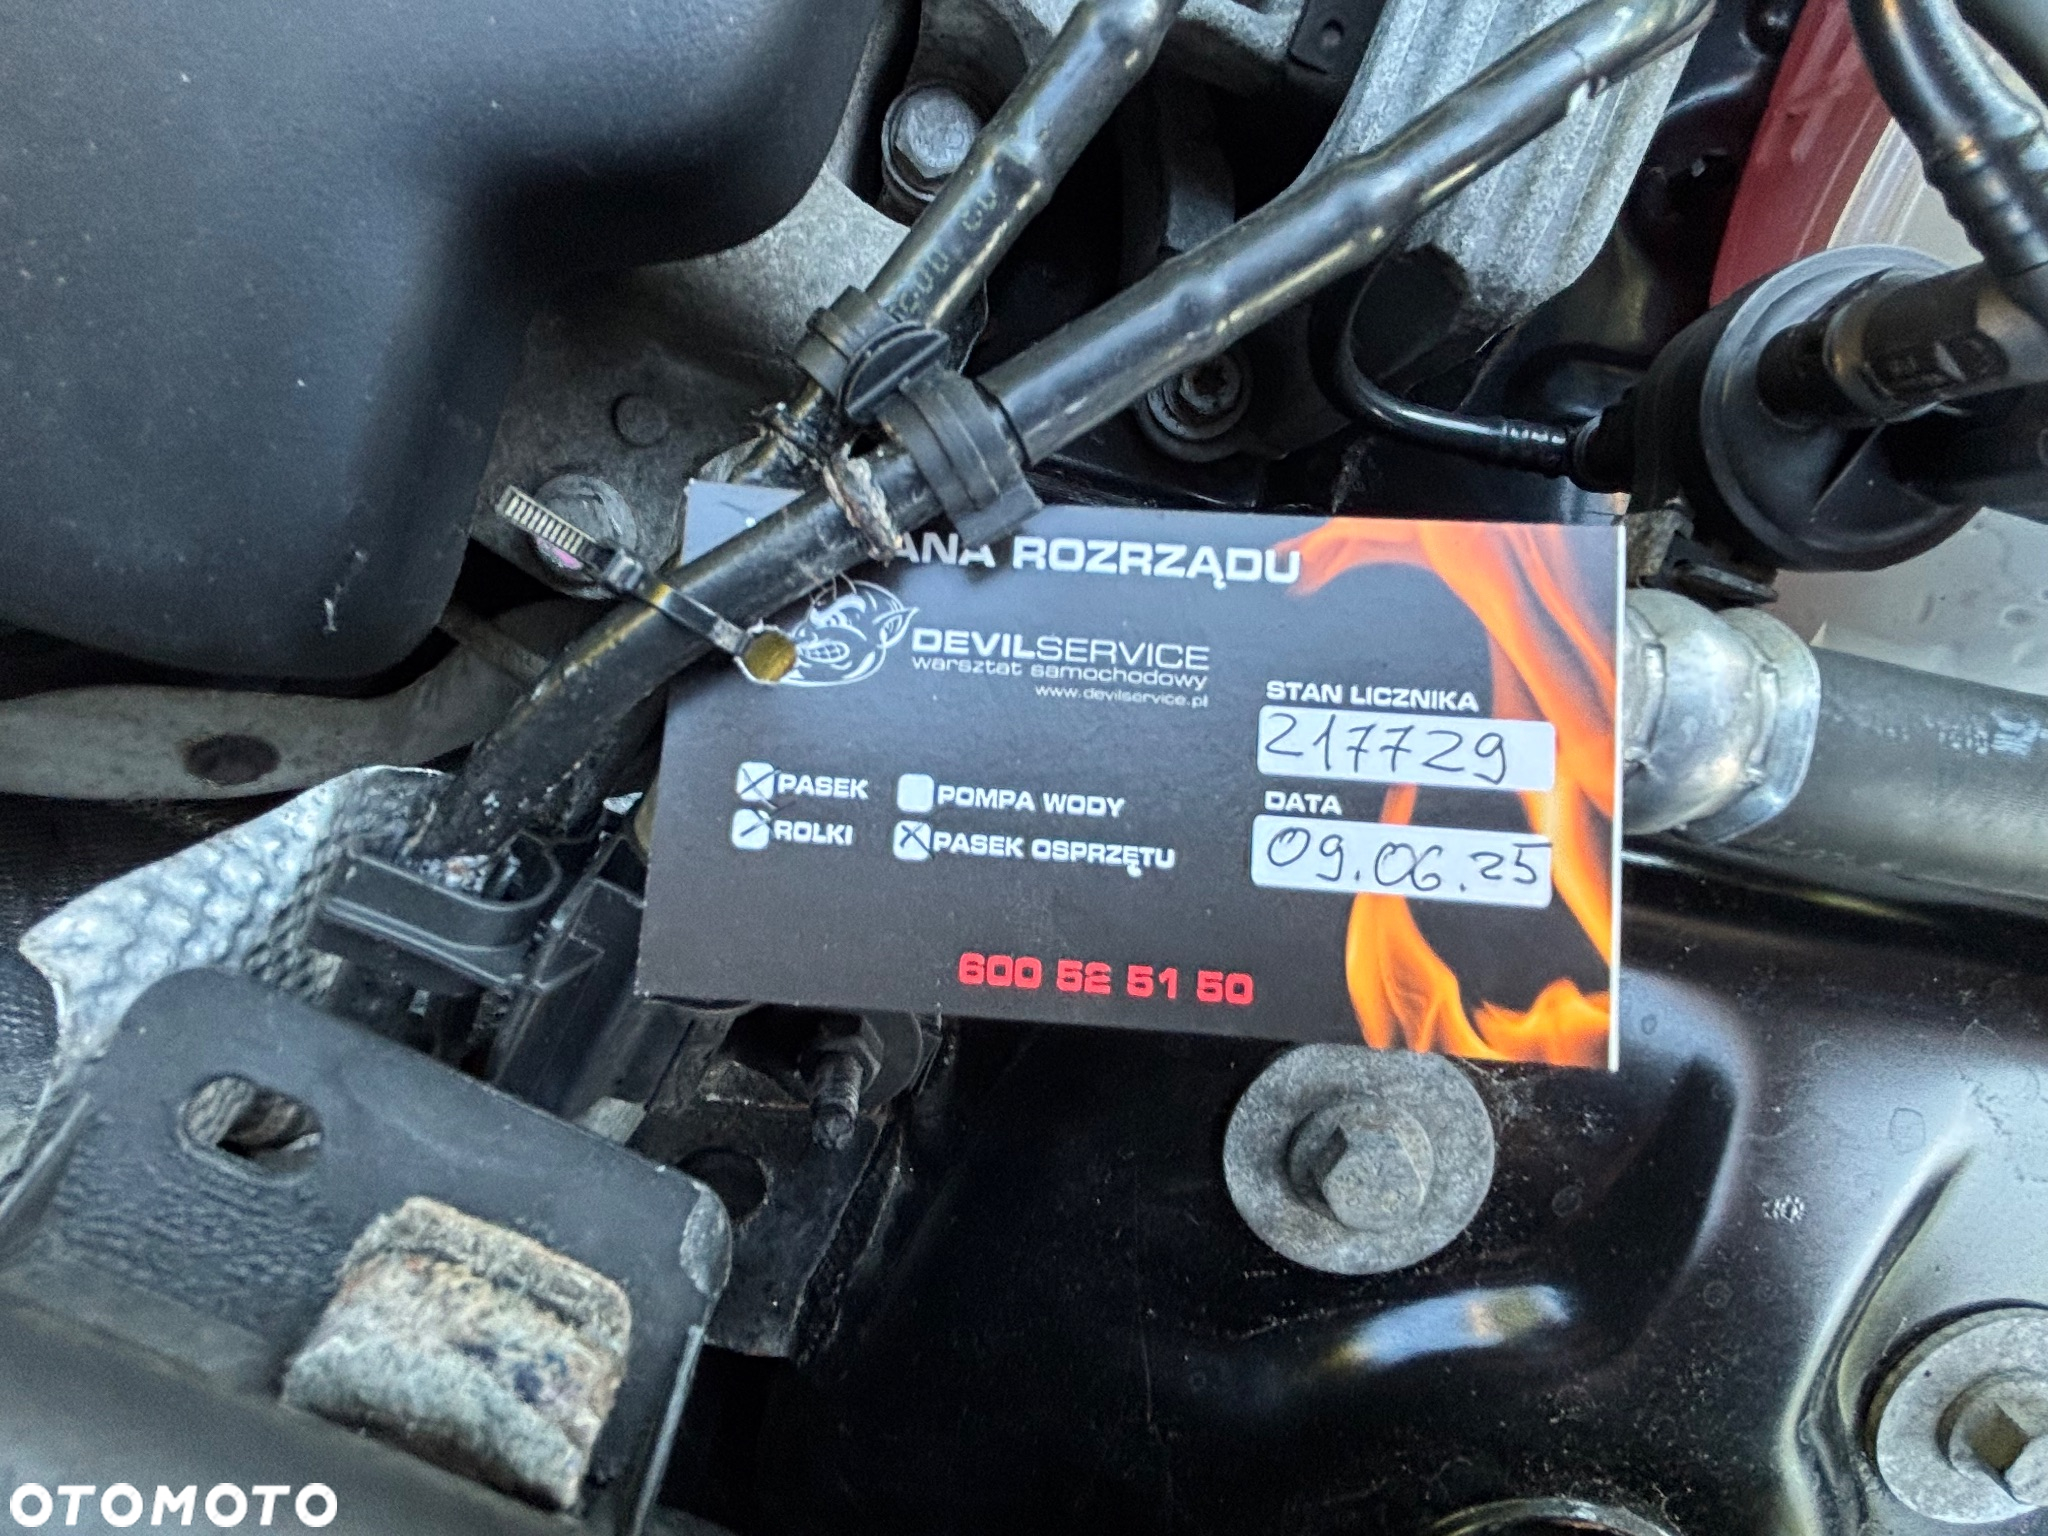 ANA ROZRZĄDU
DEVILSERVICE
warsztat samochodowy
www.devilservice.pl
STAN LICZNIKA
217729
PASEK
POMPA WODY
DATA
ROLKI
PASEK OSPRZĘTU
09.06.25
600 52 51 50
OTOMOTO